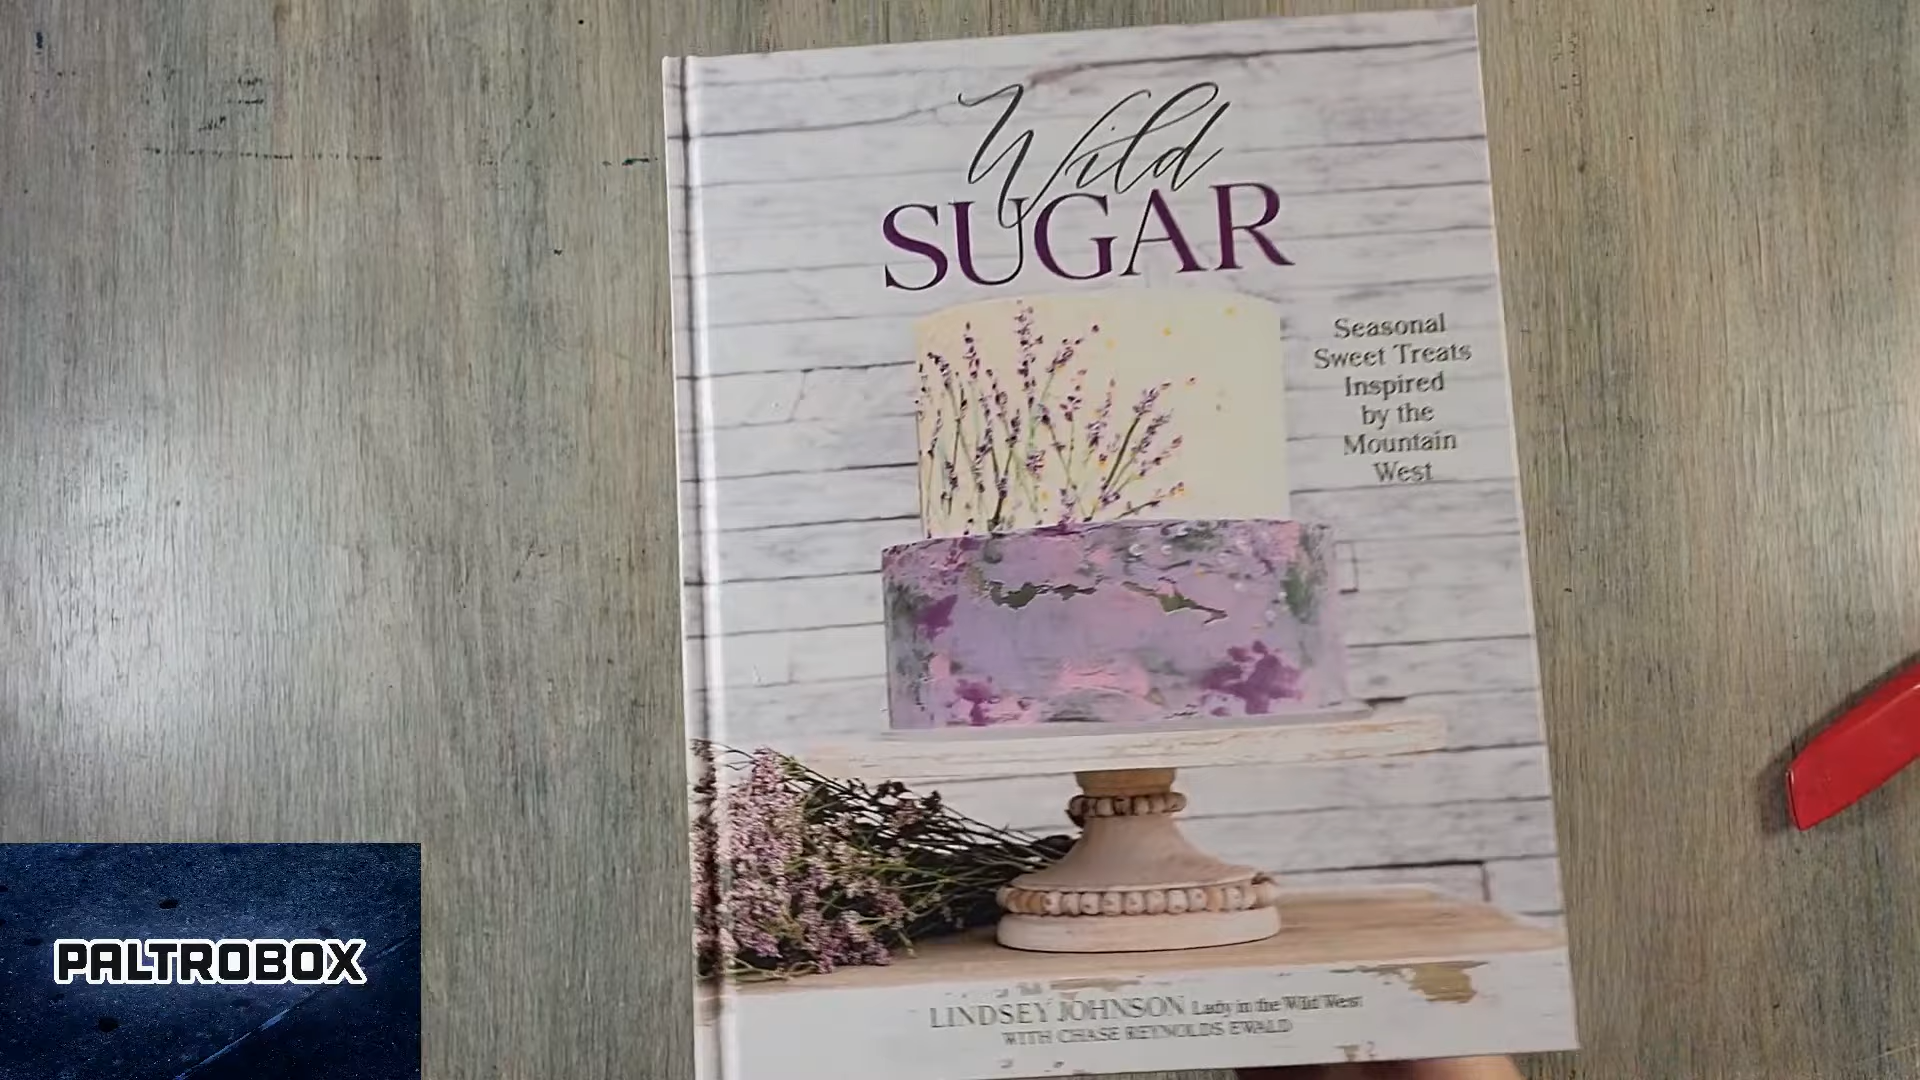 Wild
SUGAR
Seasonal
Sweet Treats
Inspired
by the
Mountain
West
LINDSEY JOHNSON Lady in the Wild West
WITH CHASE REYNOLDS EWALD
PALTROBOX